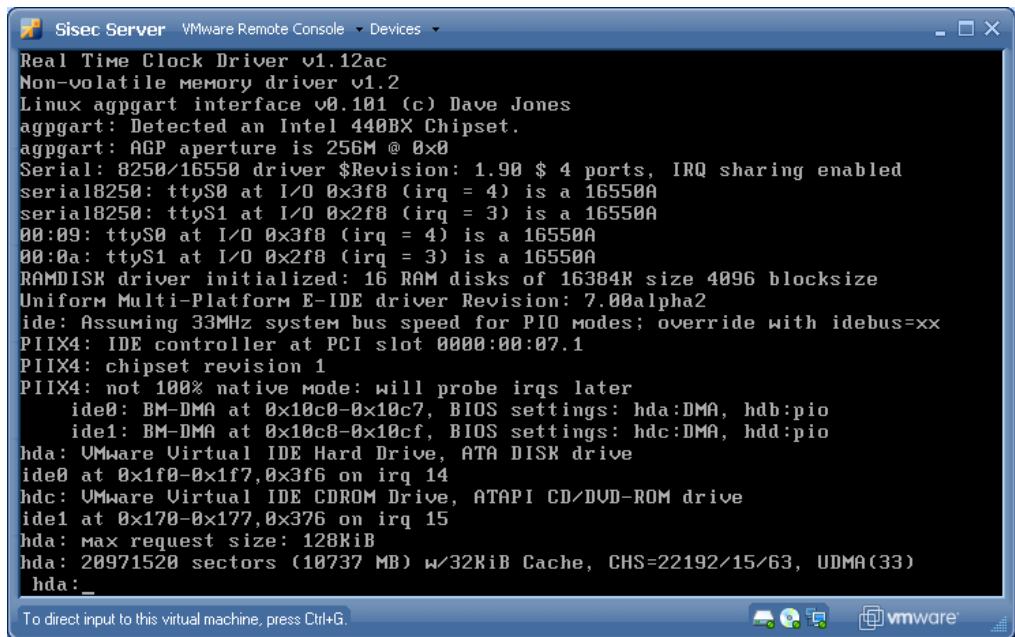 Sisec Server VMware Remote Console Devices
Real Time Clock Driver v1.12ac
Non-volatile memory driver v1.2
Linux agpgart interface v0.101 (c) Dave Jones
agpgart: Detected an Intel 440BX Chipset.
agpgart: AGP aperture is 256M @ 0x0
Serial: 8250/16550 driver $Revision: 1.90 $ 4 ports, IRQ sharing enabled
serial8250: ttyS0 at I/O 0x3f8 (irq = 4) is a 16550A
serial8250: ttyS1 at I/O 0x2f8 (irq = 3) is a 16550A
00:09: ttyS0 at I/O 0x3f8 (irq = 4) is a 16550A
00:0a: ttyS1 at I/O 0x2f8 (irq = 3) is a 16550A
RAMDISK driver initialized: 16 RAM disks of 16384K size 4096 blocksize
Uniform Multi-Platform E-IDE driver Revision: 7.00alpha2
ide: Assuming 33MHz system bus speed for PIO modes; override with idebus=xx
PIIX4: IDE controller at PCI slot 0000:00:07.1
PIIX4: chipset revision 1
PIIX4: not 100% native mode: will probe irqs later
    ide0: BM-DMA at 0x10c0-0x10c7, BIOS settings: hda:DMA, hdb:pio
    ide1: BM-DMA at 0x10c8-0x10cf, BIOS settings: hdc:DMA, hdd:pio
hda: VMware Virtual IDE Hard Drive, ATA DISK drive
ide0 at 0x1f0-0x1f7,0x3f6 on irq 14
hdc: VMware Virtual IDE CDROM Drive, ATAPI CD/DVD-ROM drive
ide1 at 0x170-0x177,0x376 on irq 15
hda: max request size: 128KiB
hda: 20971520 sectors (10737 MB) w/32KiB Cache, CHS=22192/15/63, UDMA(33)
 hda:_
To direct input to this virtual machine, press Ctrl+G. vmware